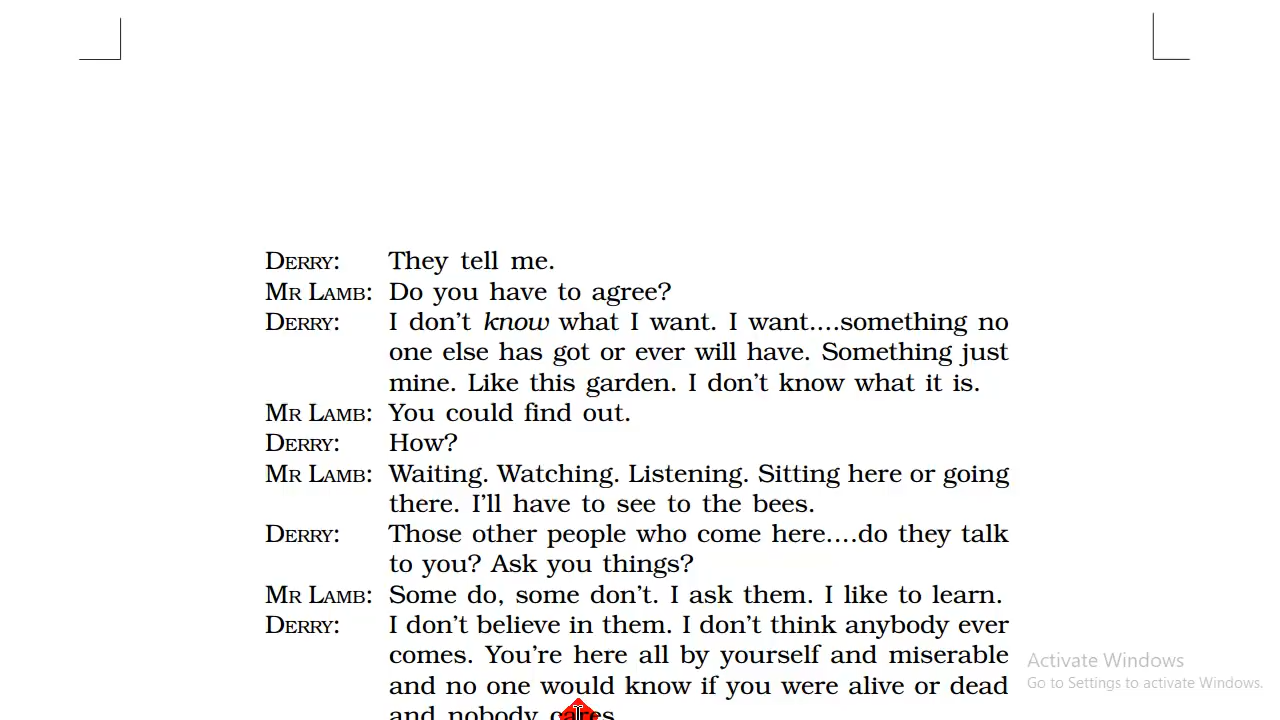 DERRY: They tell me.
MR LAMB: Do you have to agree?
DERRY: I don't know what I want. I want....something no
one else has got or ever will have. Something just
mine. Like this garden. I don't know what it is.
MR LAMB: You could find out.
DERRY: How?
MR LAMB: Waiting. Watching. Listening. Sitting here or going
there. I'll have to see to the bees.
DERRY: Those other people who come here....do they talk
to you? Ask you things?
MR LAMB: Some do, some don't. I ask them. I like to learn.
DERRY: I don't believe in them. I don't think anybody ever
comes. You're here all by yourself and miserable
and no one would know if you were alive or dead
and nobody cares.
Activate Windows
Go to Settings to activate Windows.